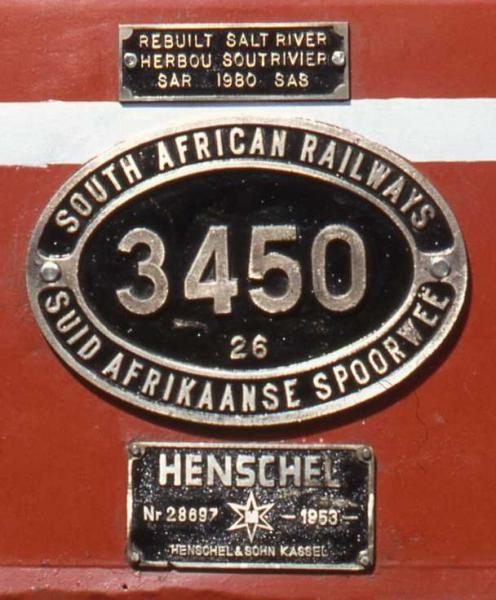 REBUILT SALT RIVER
HERBOU SOUTRIVIER
SAR 1980 SAS
SOUTH AFRICAN RAILWAYS
3450
26
SUID AFRIKAANSE SPOORWEË
HENSCHEL
Nr 28697 - 1953 -
HENSCHEL & SOHN KASSEL